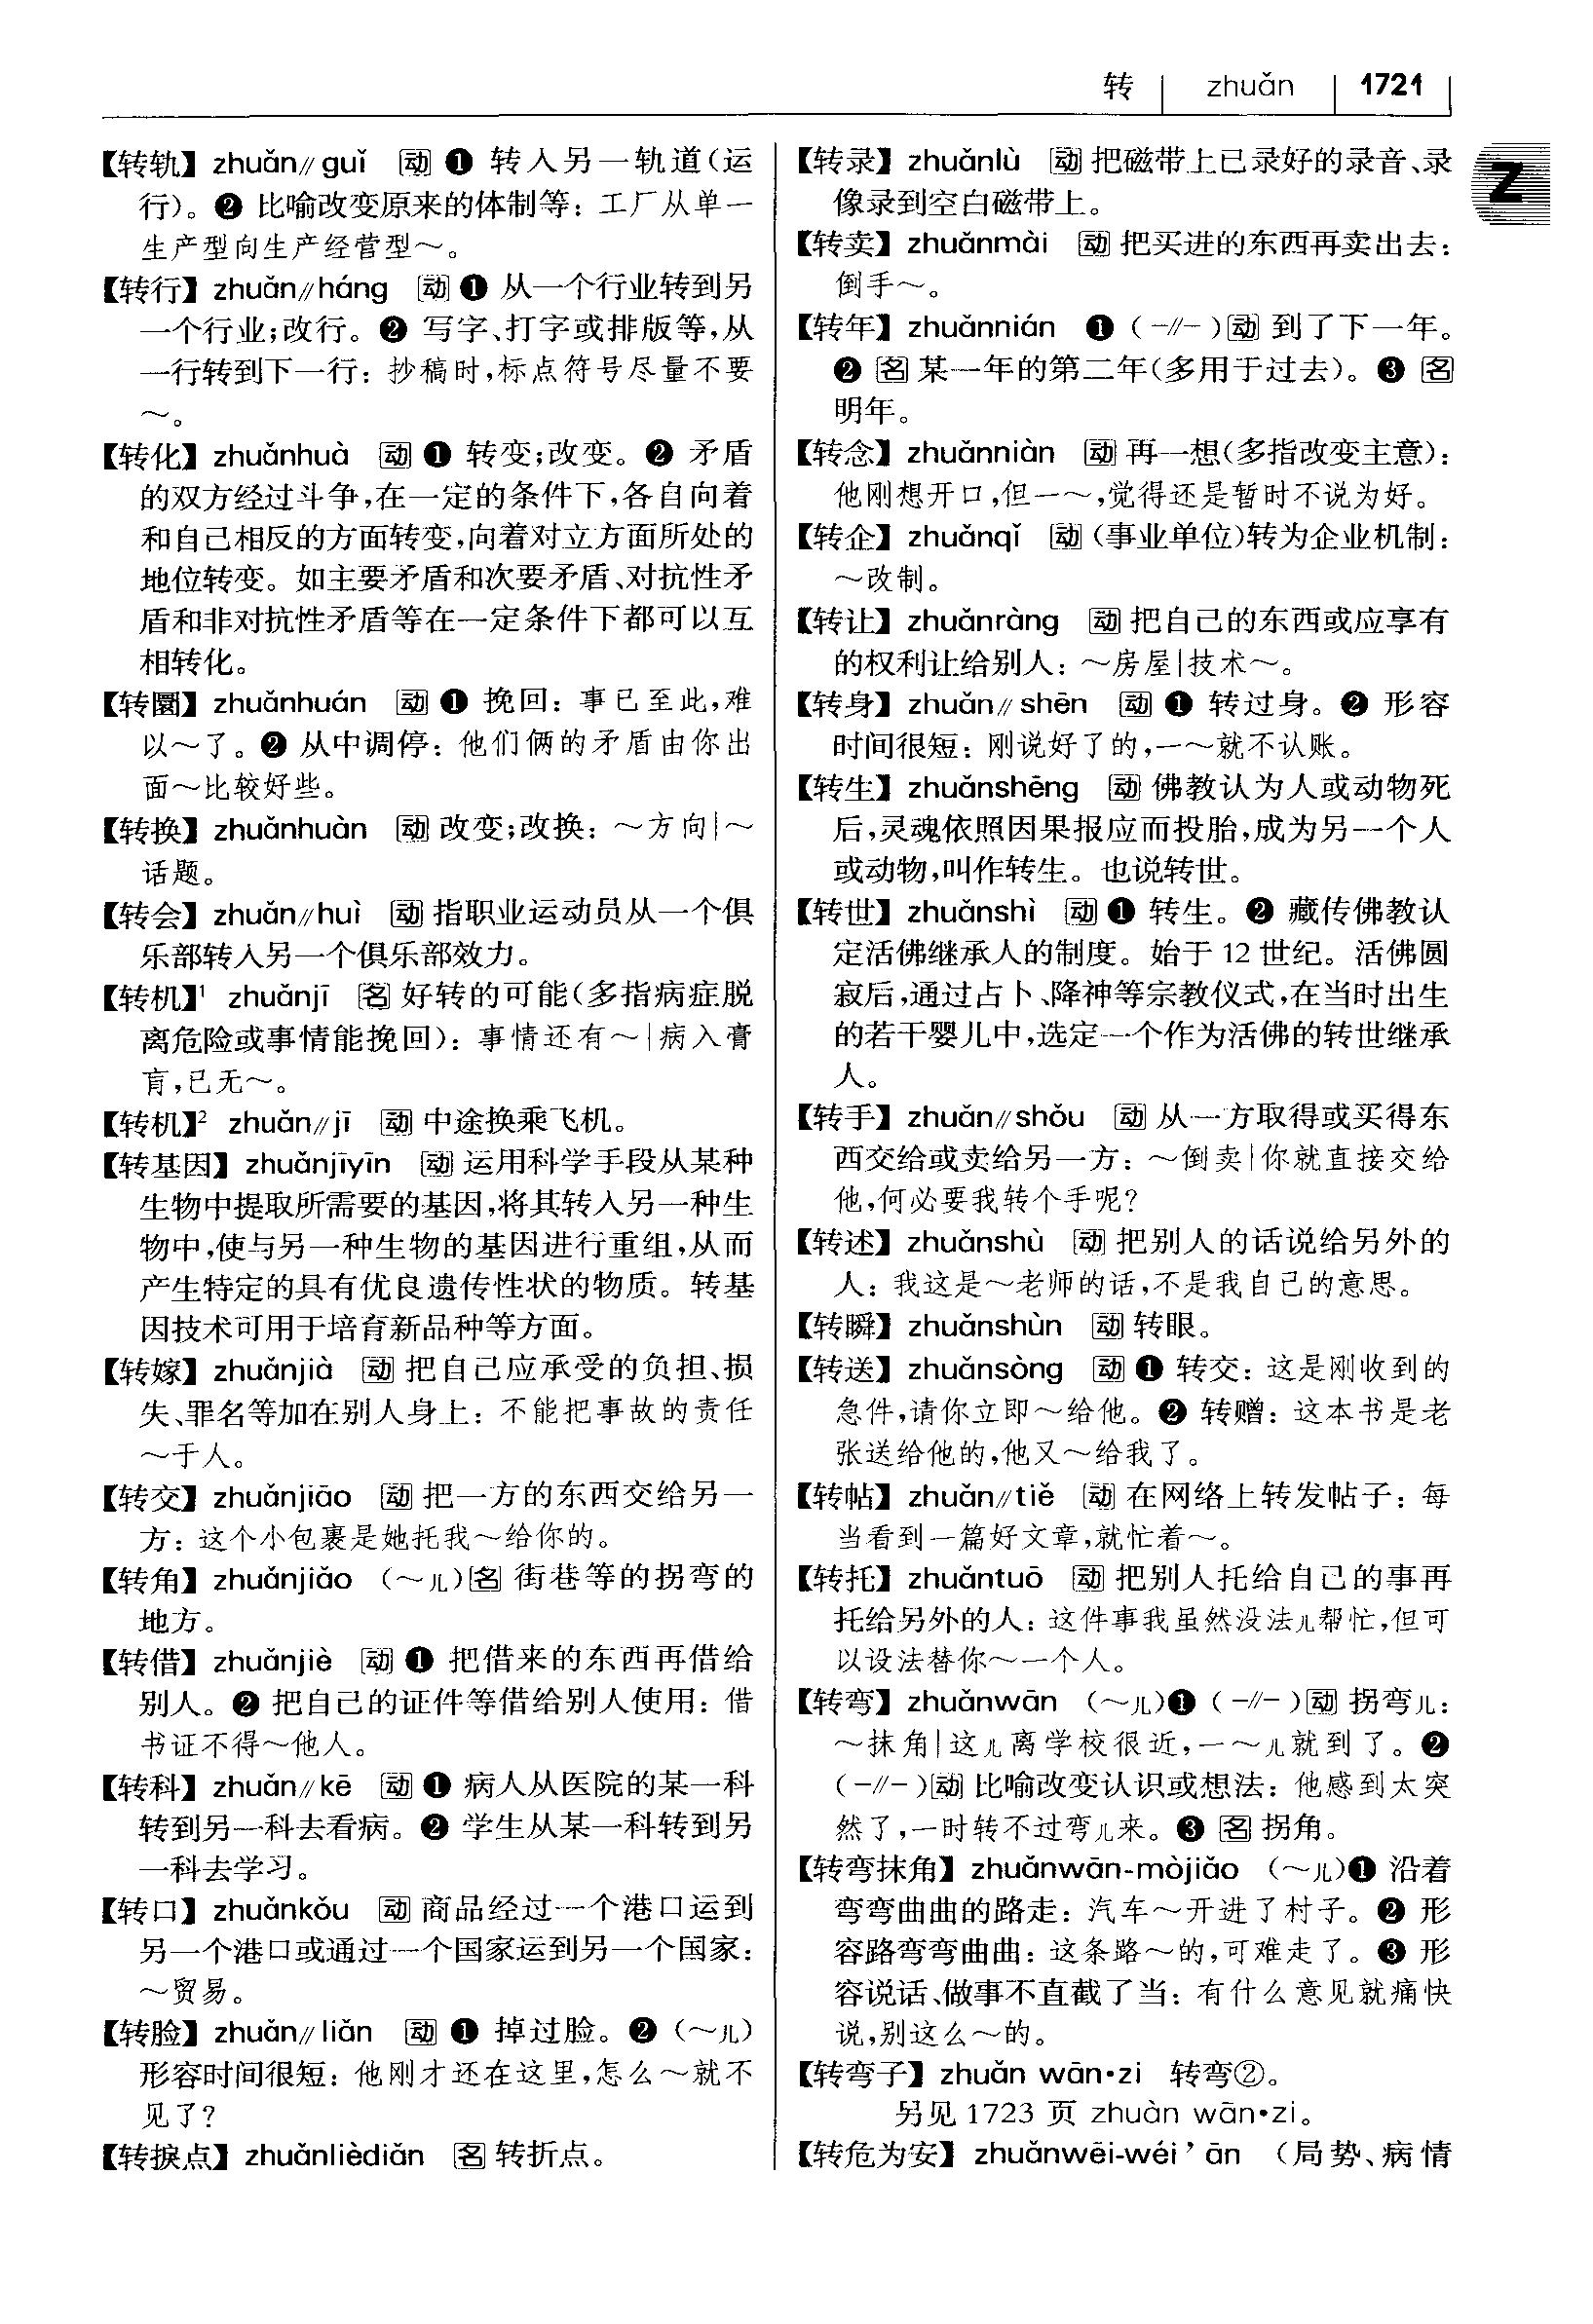 转 | zhuǎn | 1721
【转轨】 zhuǎn∥guǐ 动 ❶ 转入另一轨道(运
行)。❷ 比喻改变原来的体制等：工厂从单一
生产型向生产经营型～。
【转行】 zhuǎn∥háng 动 ❶ 从一个行业转到另
一个行业;改行。❷ 写字、打字或排版等,从
一行转到下一行：抄稿时,标点符号尽量不要
～。
【转化】 zhuǎnhuà 动 ❶ 转变;改变。❷ 矛盾
的双方经过斗争,在一定的条件下,各自向着
和自己相反的方面转变,向着对立方面所处的
地位转变。如主要矛盾和次要矛盾、对抗性矛
盾和非对抗性矛盾等在一定条件下都可以互
相转化。
【转圜】 zhuǎnhuán 动 ❶ 挽回：事已至此,难
以～了。❷ 从中调停：他们俩的矛盾由你出
面～比较好些。
【转换】 zhuǎnhuàn 动 改变;改换：～方向|～
话题。
【转会】 zhuǎn∥huì 动 指职业运动员从一个俱
乐部转入另一个俱乐部效力。
【转机】¹ zhuǎnjī 名 好转的可能(多指病症脱
离危险或事情能挽回)：事情还有～|病入膏
肓,已无～。
【转机】² zhuǎn∥jī 动 中途换乘飞机。
【转基因】 zhuǎnjīyīn 动 运用科学手段从某种
生物中提取所需要的基因,将其转入另一种生
物中,使与另一种生物的基因进行重组,从而
产生特定的具有优良遗传性状的物质。转基
因技术可用于培育新品种等方面。
【转嫁】 zhuǎnjià 动 把自己应承受的负担、损
失、罪名等加在别人身上：不能把事故的责任
～于人。
【转交】 zhuǎnjiāo 动 把一方的东西交给另一
方：这个小包裹是她托我～给你的。
【转角】 zhuǎnjiǎo (～儿)名 街巷等的拐弯的
地方。
【转借】 zhuǎnjiè 动 ❶ 把借来的东西再借给
别人。❷ 把自己的证件等借给别人使用：借
书证不得～他人。
【转科】 zhuǎn∥kē 动 ❶ 病人从医院的某一科
转到另一科去看病。❷ 学生从某一科转到另
一科去学习。
【转口】 zhuǎnkǒu 动 商品经过一个港口运到
另一个港口或通过一个国家运到另一个国家：
～贸易。
【转脸】 zhuǎn∥liǎn 动 ❶ 掉过脸。❷ (～儿)
形容时间很短：他刚才还在这里,怎么～就不
见了?
【转捩点】 zhuǎnlièdiǎn 名 转折点。
【转录】 zhuǎnlù 动 把磁带上已录好的录音、录
像录到空白磁带上。
【转卖】 zhuǎnmài 动 把买进的东西再卖出去：
倒手～。
【转年】 zhuǎnnián ❶ (-∥-)动 到了下一年。
❷ 名 某一年的第二年(多用于过去)。❸ 名
明年。
【转念】 zhuǎnniàn 动 再一想(多指改变主意)：
他刚想开口,但一～,觉得还是暂时不说为好。
【转企】 zhuǎnqǐ 动 (事业单位)转为企业机制：
～改制。
【转让】 zhuǎnràng 动 把自己的东西或应享有
的权利让给别人：～房屋|技术～。
【转身】 zhuǎn∥shēn 动 ❶ 转过身。❷ 形容
时间很短：刚说好了的,一～就不认账。
【转生】 zhuǎnshēng 动 佛教认为人或动物死
后,灵魂依照因果报应而投胎,成为另一个人
或动物,叫作转生。也说转世。
【转世】 zhuǎnshì 动 ❶ 转生。❷ 藏传佛教认
定活佛继承人的制度。始于 12 世纪。活佛圆
寂后,通过占卜、降神等宗教仪式,在当时出生
的若干婴儿中,选定一个作为活佛的转世继承
人。
【转手】 zhuǎn∥shǒu 动 从一方取得或买得东
西交给或卖给另一方：～倒卖|你就直接交给
他,何必要我转个手呢?
【转述】 zhuǎnshù 动 把别人的话说给另外的
人：我这是～老师的话,不是我自己的意思。
【转瞬】 zhuǎnshùn 动 转眼。
【转送】 zhuǎnsòng 动 ❶ 转交：这是刚收到的
急件,请你立即～给他。❷ 转赠：这本书是老
张送给他的,他又～给我了。
【转帖】 zhuǎn∥tiě 动 在网络上转发帖子：每
当看到一篇好文章,就忙着～。
【转托】 zhuǎntuō 动 把别人托给自己的事再
托给另外的人：这件事我虽然没法儿帮忙,但可
以设法替你～一个人。
【转弯】 zhuǎnwān (～儿)❶ (-∥-)动 拐弯儿：
～抹角|这儿离学校很近,一～儿就到了。❷
(-∥-)动 比喻改变认识或想法：他感到太突
然了,一时转不过弯儿来。❸ 名 拐角。
【转弯抹角】 zhuǎnwān-mòjiǎo (～儿)❶ 沿着
弯弯曲曲的路走：汽车～开进了村子。❷ 形
容路弯弯曲曲：这条路～的,可难走了。❸ 形
容说话、做事不直截了当：有什么意见就痛快
说,别这么～的。
【转弯子】 zhuǎn wān•zi 转弯②。
另见 1723 页 zhuàn wān•zi。
【转危为安】 zhuǎnwēi-wéi’ān (局势、病情
Z